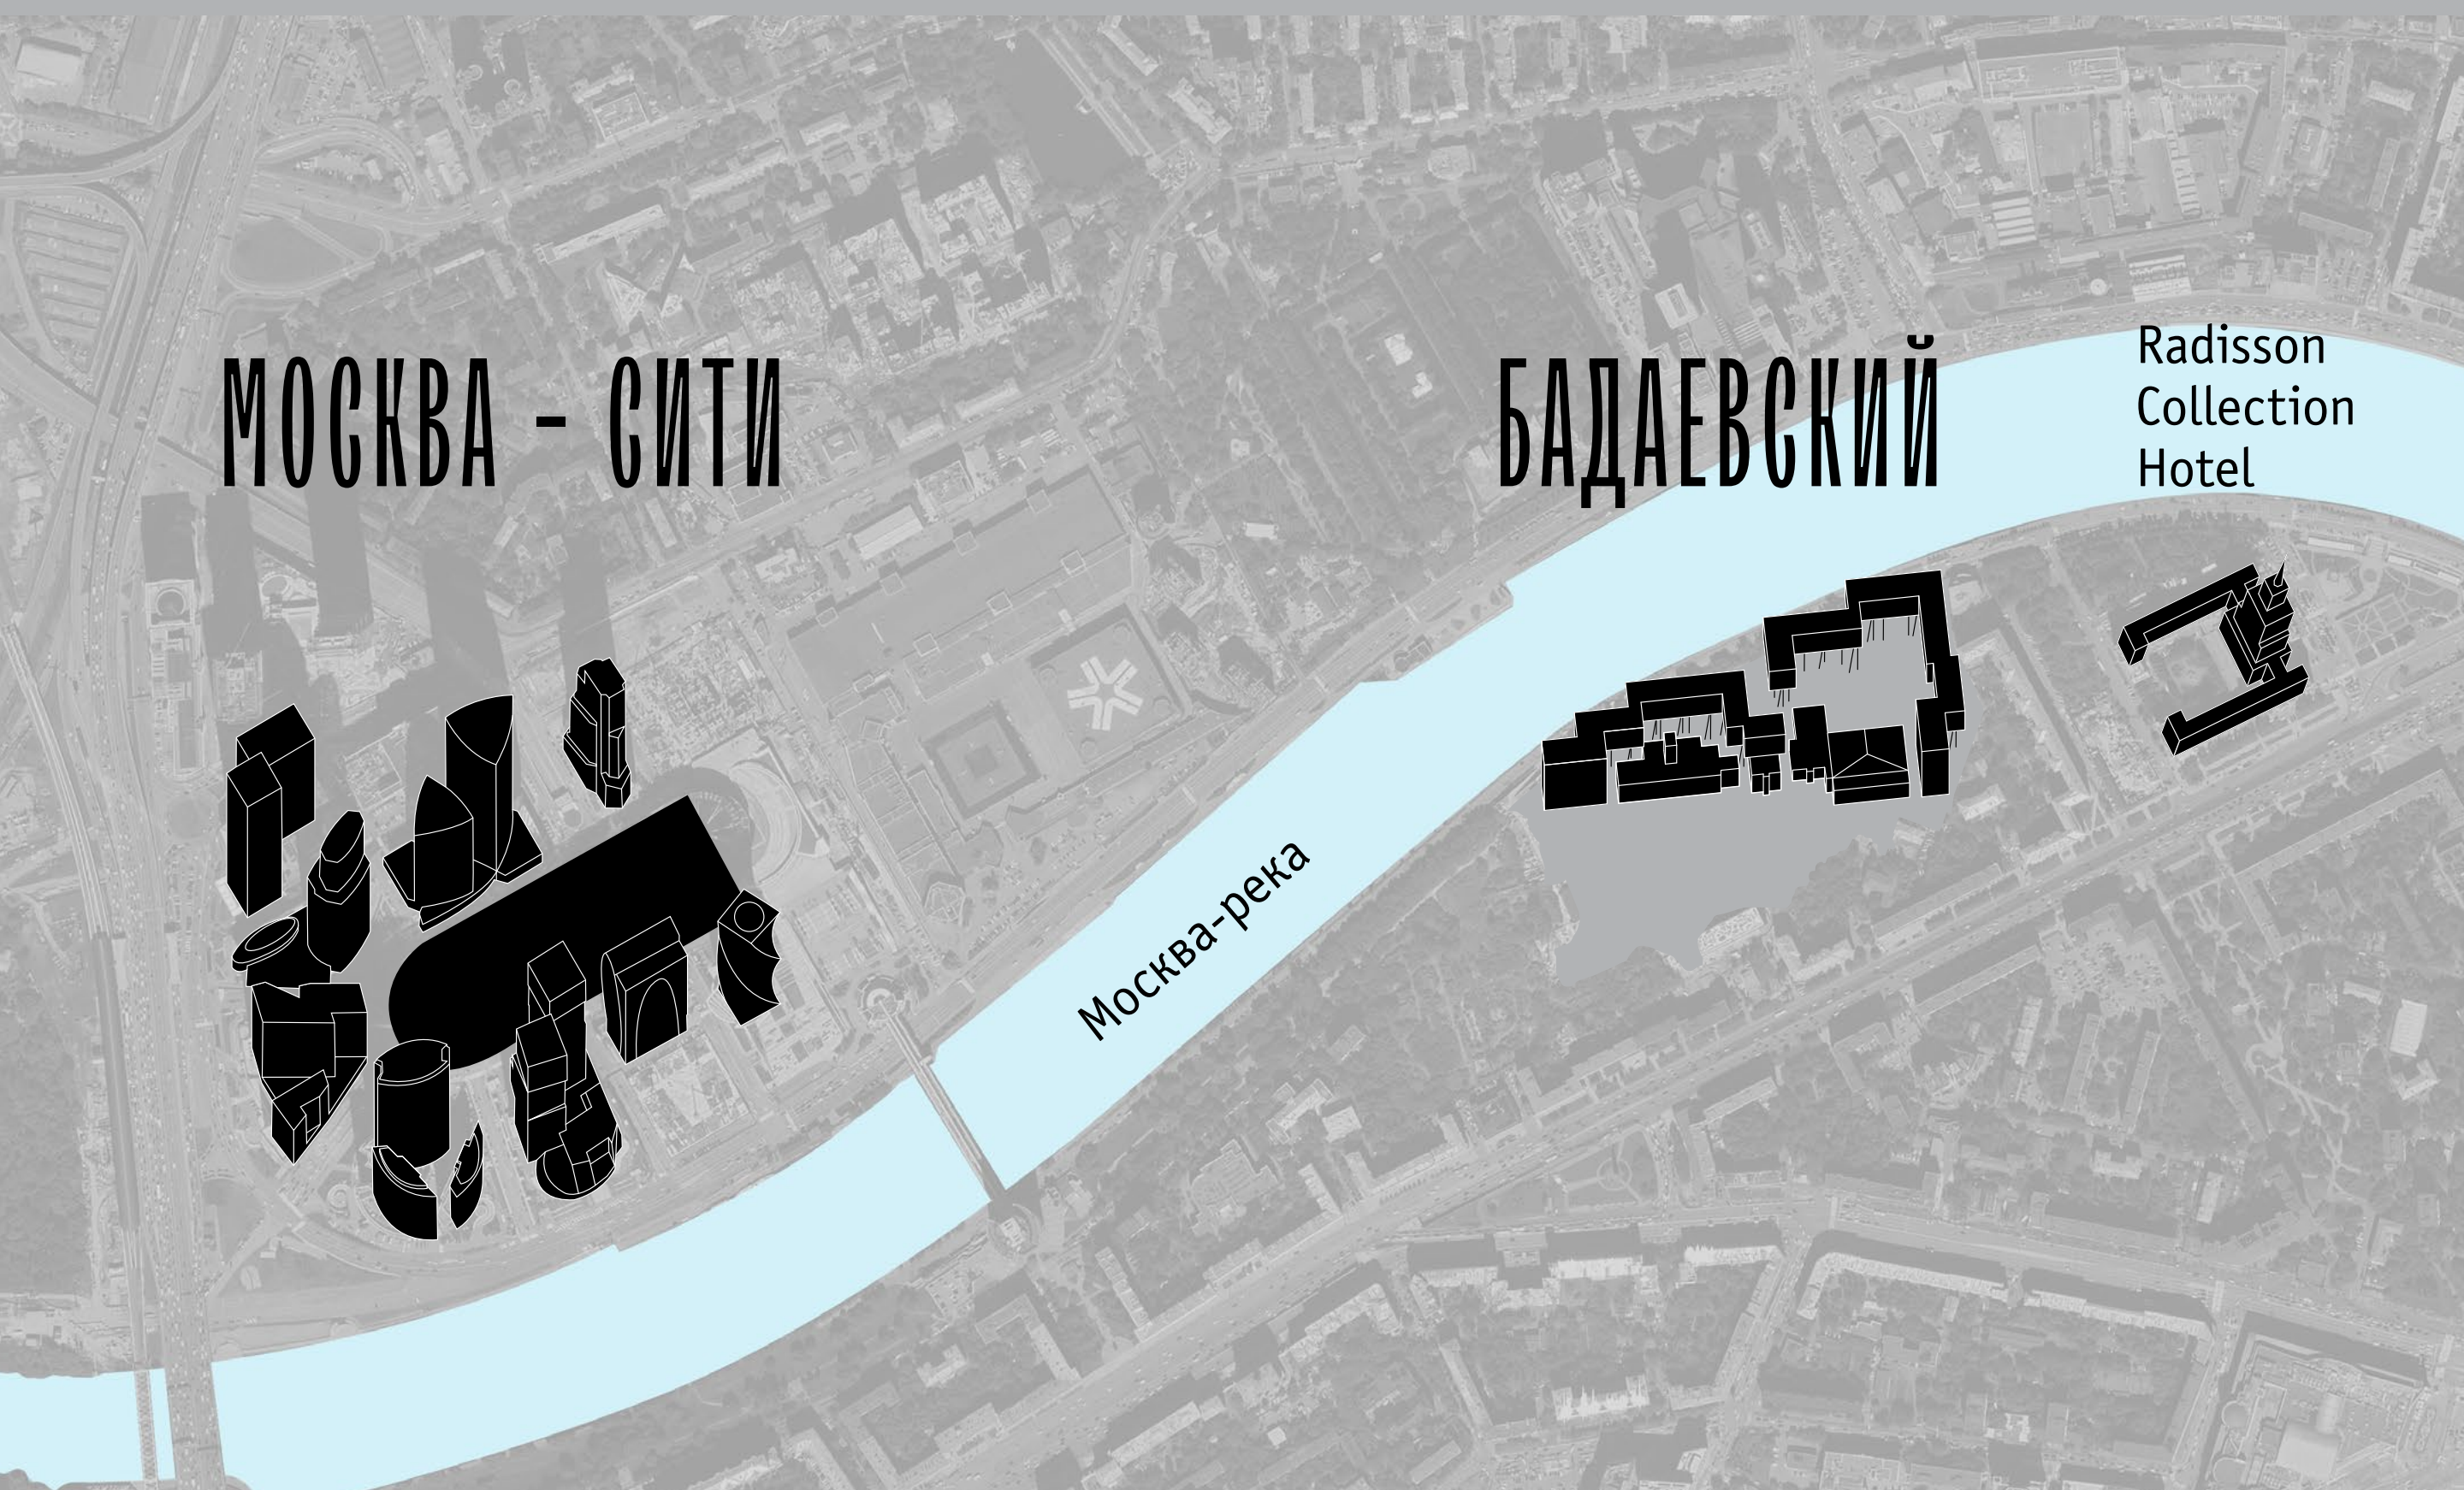 МОСКВА - СИТИ
БАДАЕВСКИЙ
Radisson
Collection
Hotel
Москва-река